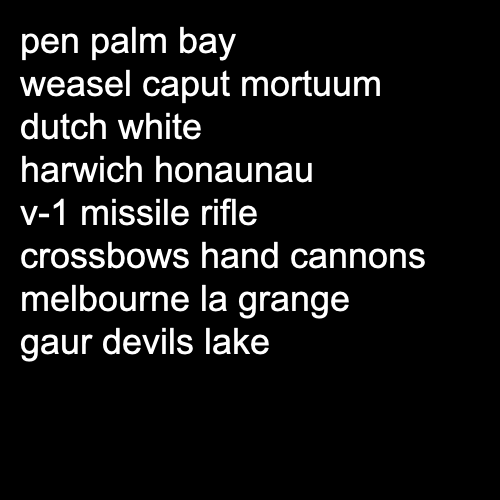 pen palm bay
weasel caput mortuum
dutch white
harwich honaunau
v-1 missile rifle
crossbows hand cannons
melbourne la grange
gaur devils lake